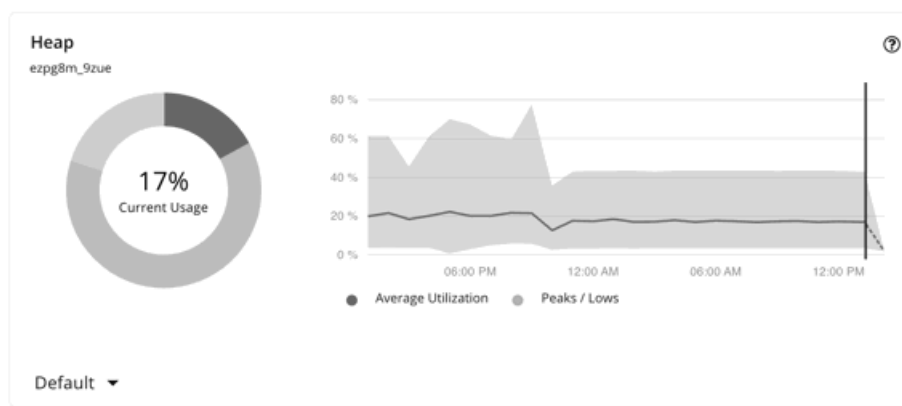 Heap
ezpg8m_9zue
17%
Current Usage
80 %
60 %
40 %
20 %
0 %
06:00 PM 12:00 AM 06:00 AM 12:00 PM
Average Utilization Peaks / Lows
Default